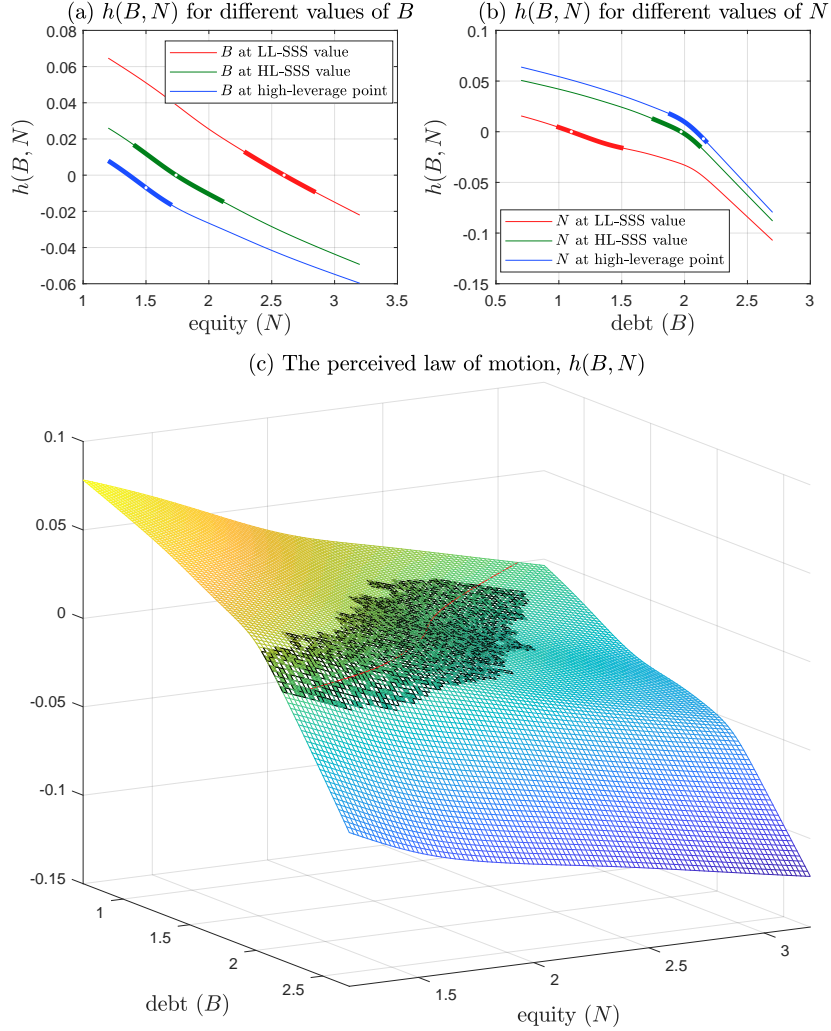 (a) h(B, N) for different values of B
0.08
0.06
0.04
0.02
0
-0.02
-0.04
-0.06
h(B, N)
B at LL-SSS value
B at HL-SSS value
B at high-leverage point
1
1.5
2
2.5
3
3.5
equity (N)
(b) h(B, N) for different values of N
0.1
0.05
0
-0.05
-0.1
-0.15
h(B, N)
N at LL-SSS value
N at HL-SSS value
N at high-leverage point
0.5
1
1.5
2
2.5
3
debt (B)
(c) The perceived law of motion, h(B, N)
0.1
0.05
0
-0.05
-0.1
-0.15
1
1.5
2
2.5
debt (B)
1.5
2
2.5
3
equity (N)